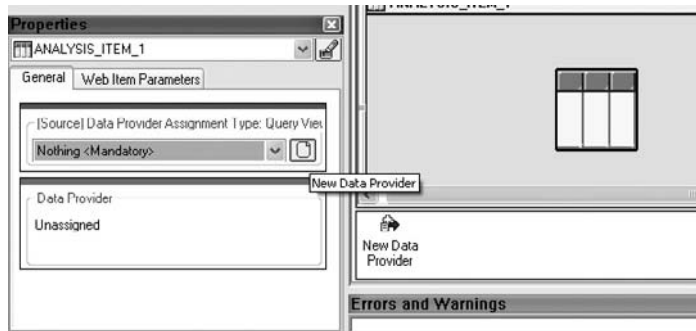 Properties
ANALYSIS_ITEM_1
General
Web Item Parameters
[Source] Data Provider Assignment Type: Query View
Nothing <Mandatory>
New Data Provider
Data Provider
Unassigned
ANALYSIS_ITEM_1
New Data
Provider
Errors and Warnings